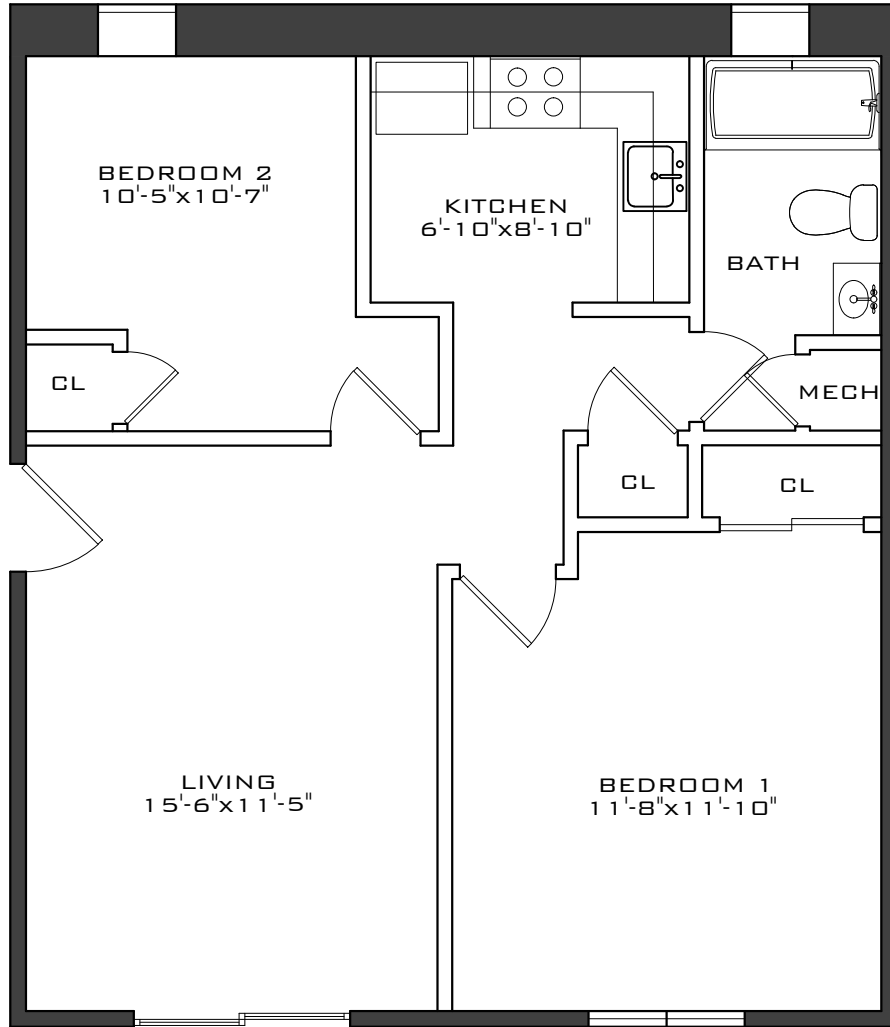 BEDROOM 2
10'-5"x10'-7"
KITCHEN
6'-10"x8'-10"
BATH
CL
MECH
CL
CL
LIVING
15'-6"x11'-5"
BEDROOM 1
11'-8"x11'-10"